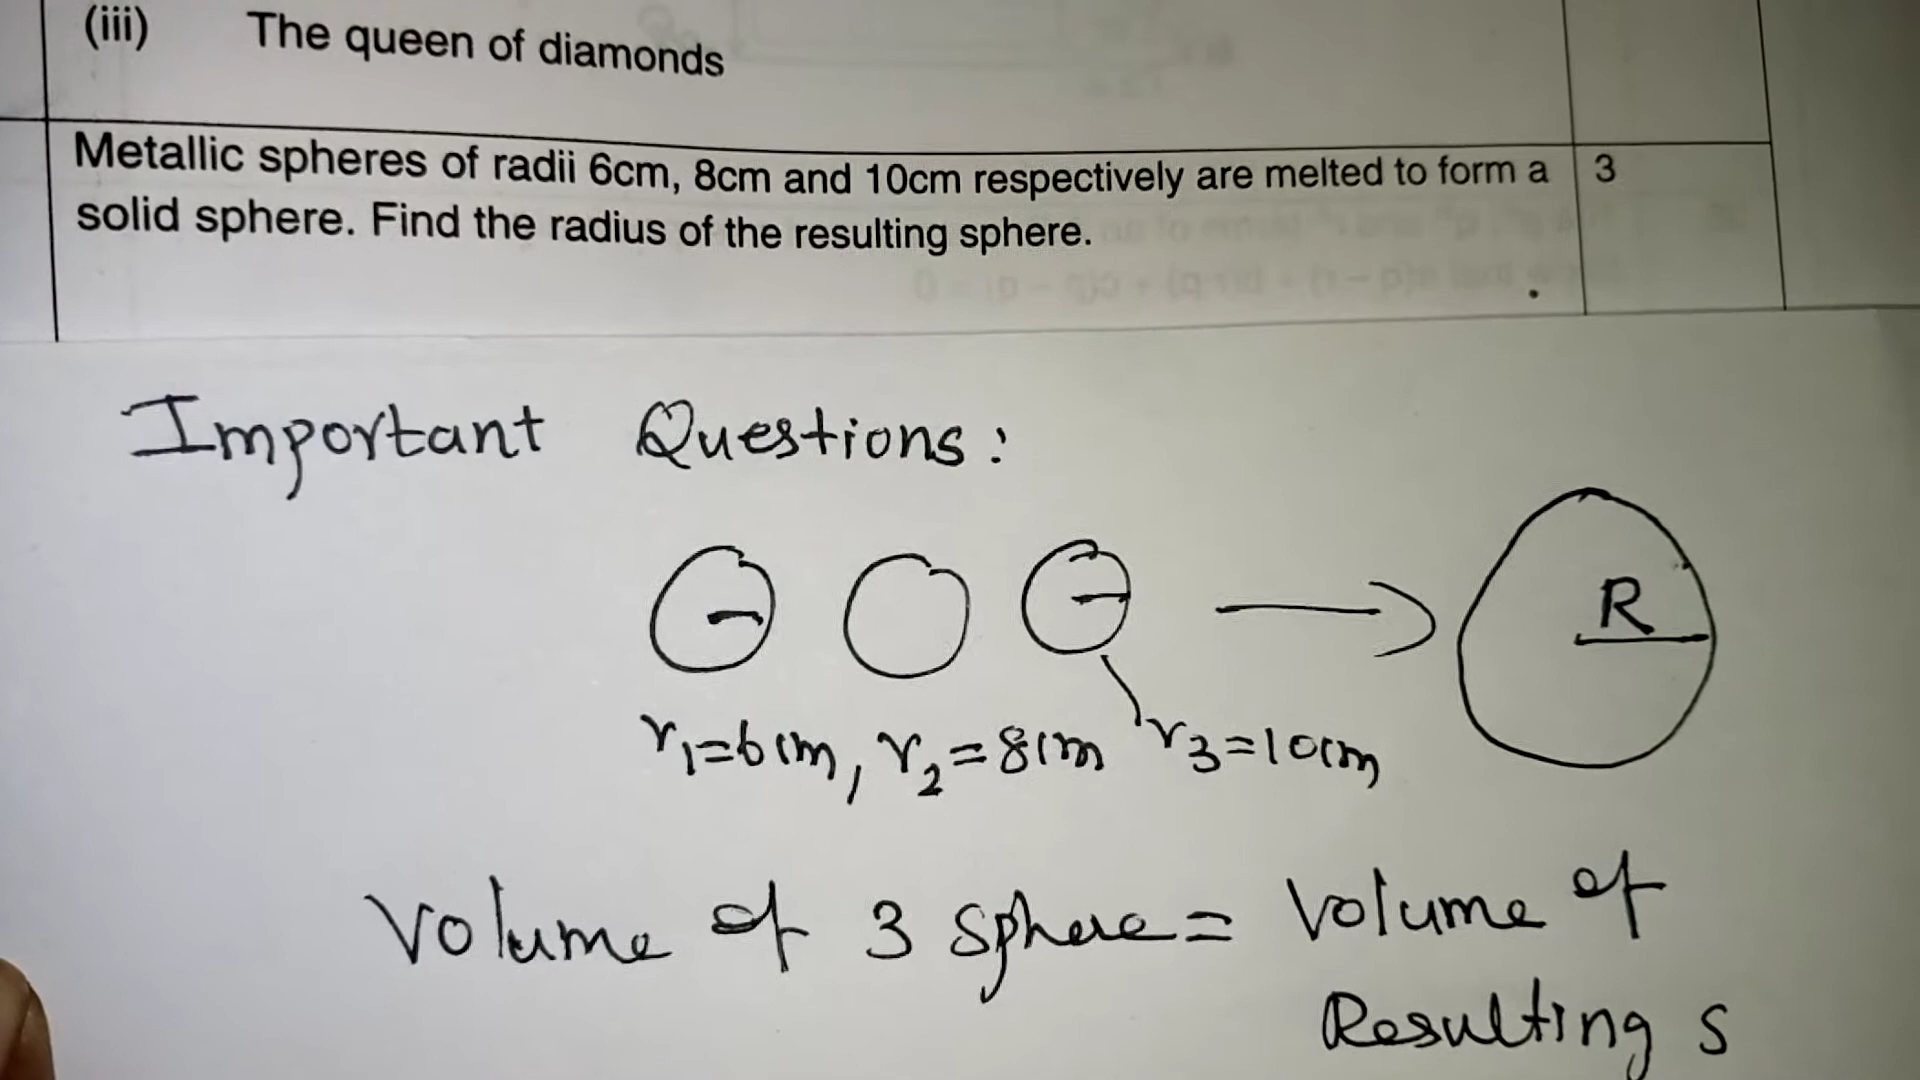 (iii) The queen of diamonds
Metallic spheres of radii 6cm, 8cm and 10cm respectively are melted to form a 3
solid sphere. Find the radius of the resulting sphere.
Important Questions:
R
r₁=6cm, r₂=8cm r₃=10cm
Volume of 3 sphere = Volume of
Resulting s